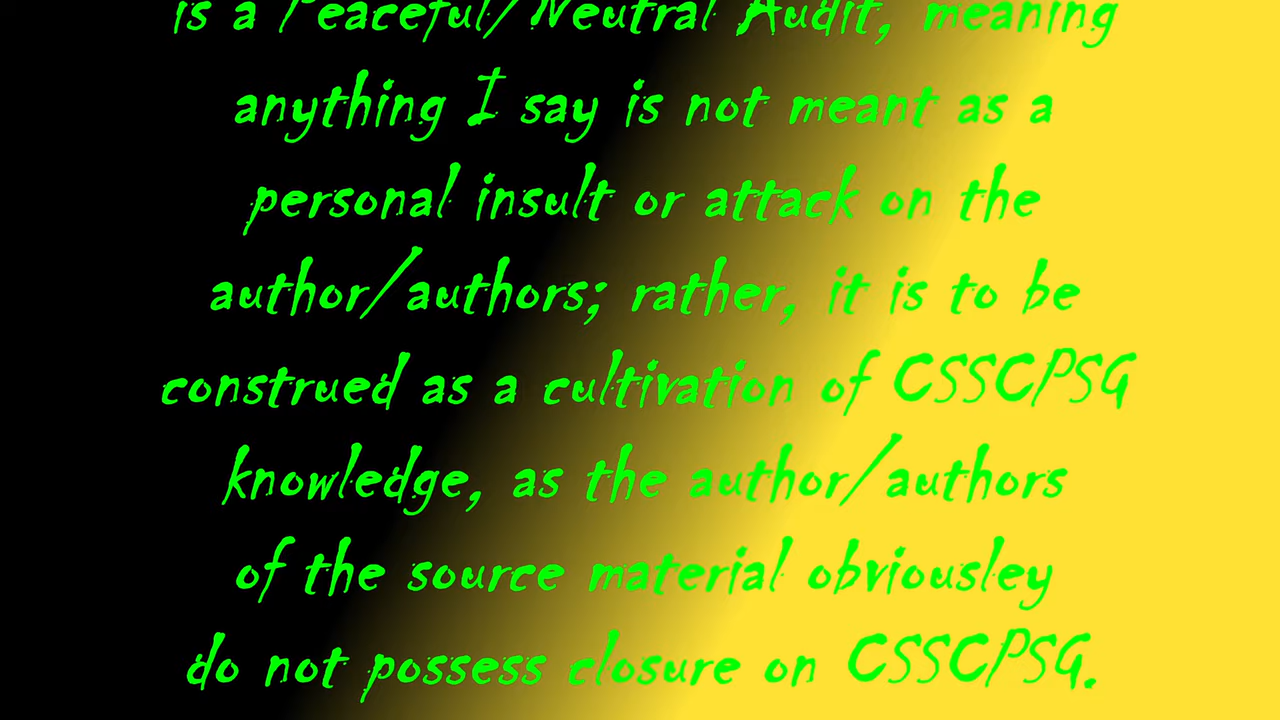 is a Peaceful/Neutral Audit, meaning
anything I say is not meant as a
personal insult or attack on the
author/authors; rather, it is to be
construed as a cultivation of CSSCPSG
knowledge, as the author/authors
of the source material obviousley
do not possess closure on CSSCPSG.